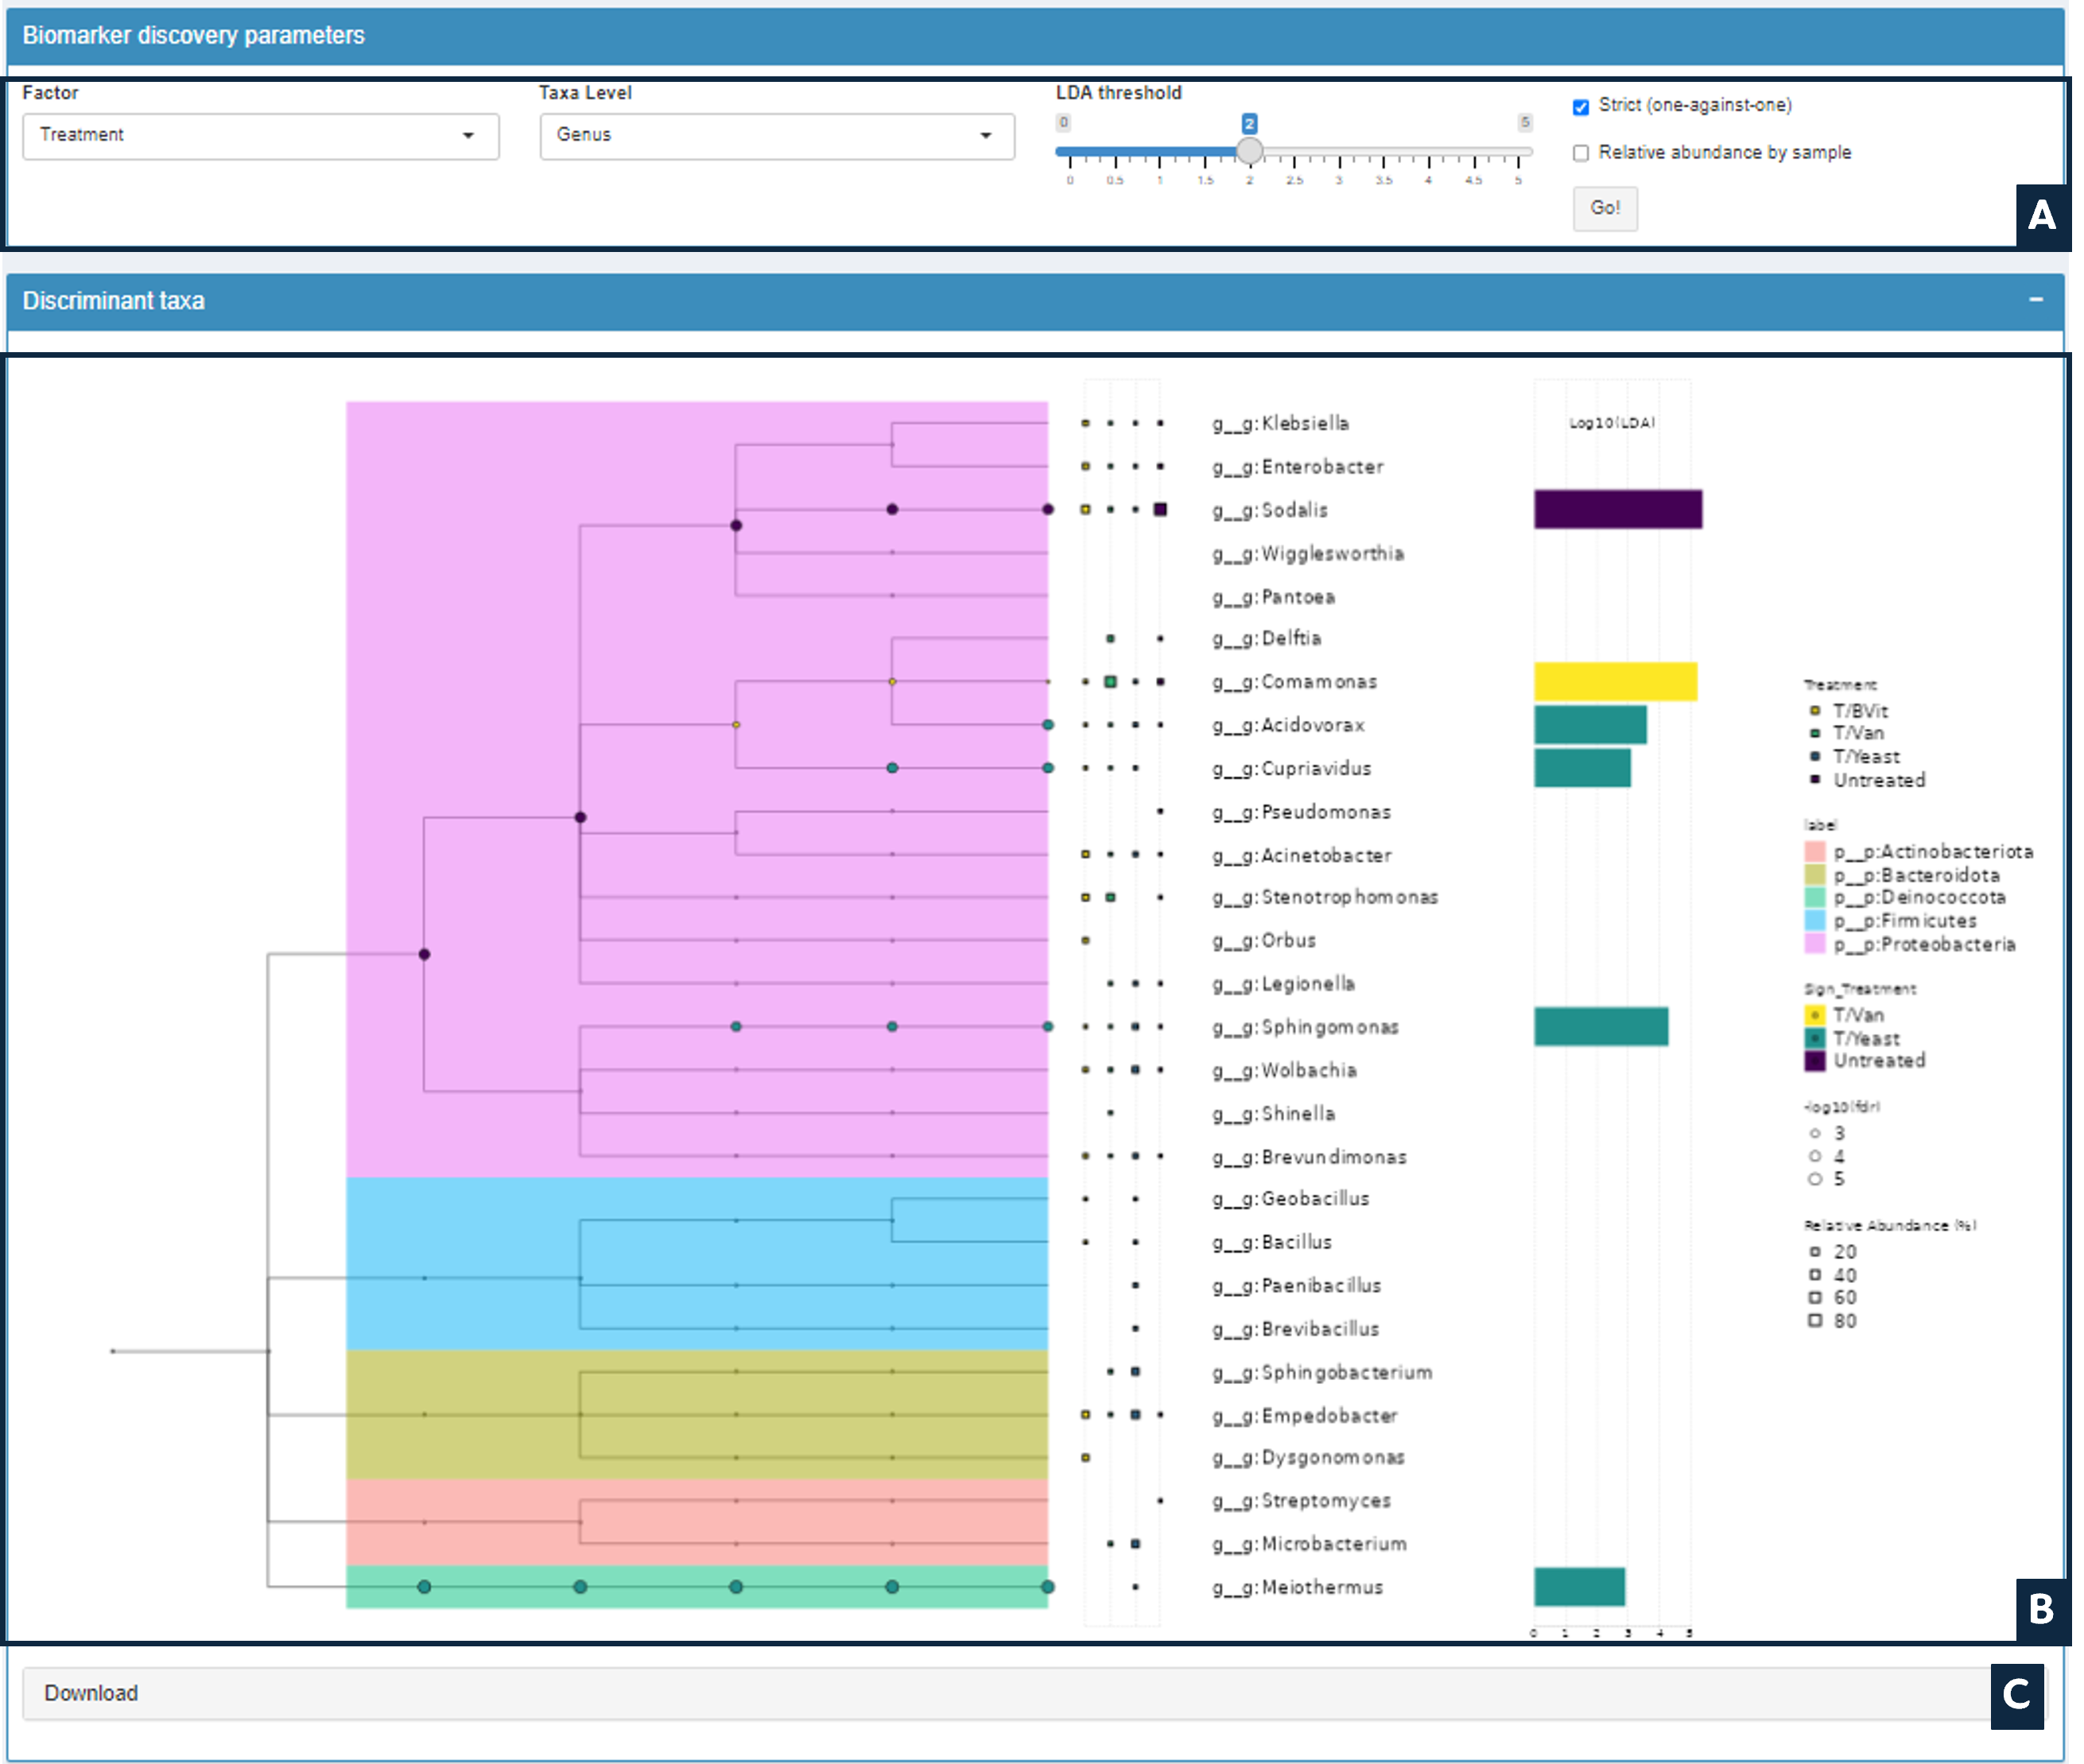 Biomarker discovery parameters
Factor
Treatment
Taxa Level
Genus
LDA threshold
0 2 5
0 0.5 1 1.5 2 2.5 3 3.5 4 4.5 5
Strict (one-against-one)
Relative abundance by sample
Go!
A
Discriminant taxa
g__g:Klebsiella
g__g:Enterobacter
g__g:Sodalis
g__g:Wigglesworthia
g__g:Pantoea
g__g:Delftia
g__g:Comamonas
g__g:Acidovorax
g__g:Cupriavidus
g__g:Pseudomonas
g__g:Acinetobacter
g__g:Stenotrophomonas
g__g:Orbus
g__g:Legionella
g__g:Sphingomonas
g__g:Wolbachia
g__g:Shinella
g__g:Brevundimonas
g__g:Geobacillus
g__g:Bacillus
g__g:Paenibacillus
g__g:Brevibacillus
g__g:Sphingobacterium
g__g:Empedobacter
g__g:Dysgonomonas
g__g:Streptomyces
g__g:Microbacterium
g__g:Meiothermus
Log10(LDA)
0 1 2 3 4 5
Treatment
T/BVit
T/Van
T/Yeast
Untreated
label
p__p:Actinobacteriota
p__p:Bacteroidota
p__p:Deinococcota
p__p:Firmicutes
p__p:Proteobacteria
Sign_Treatment
T/Van
T/Yeast
Untreated
-log10(fdr)
3
4
5
Relative Abundance (%)
20
40
60
80
B
Download
C